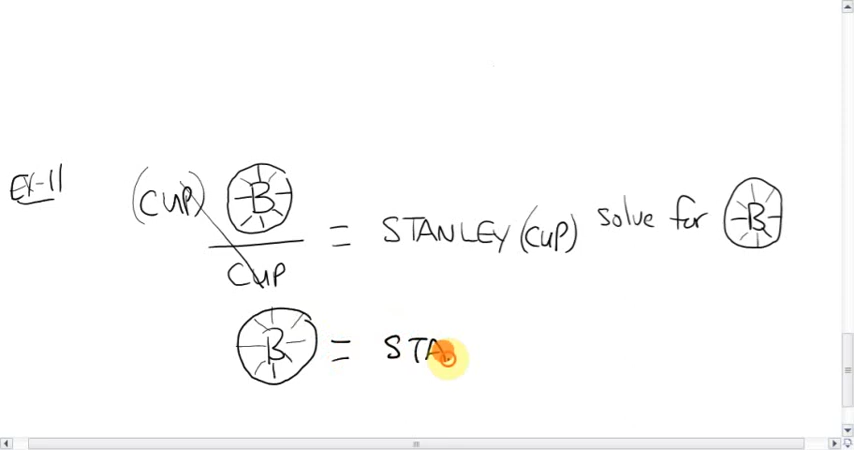 Ex-11 (CUP) B = STANLEY (CUP) solve for B
CUP
B = STA